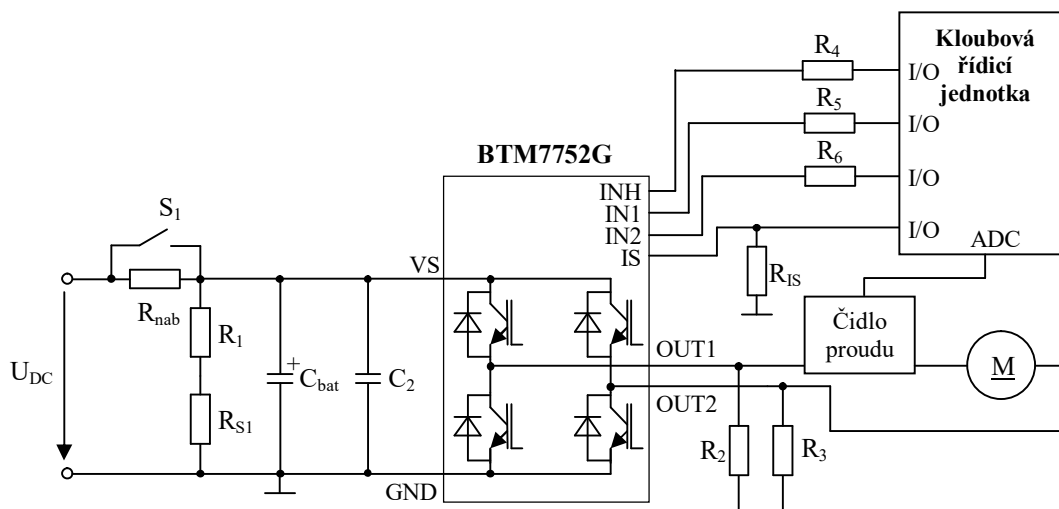 Kloubová
řídicí
jednotka
R4
I/O
R5
I/O
R6
I/O
BTM7752G
INH
IN1
IN2
IS
I/O
ADC
S1
VS
RIS
Rnab
R1
Čidlo
proudu
M
OUT1
UDC
+
Cbat
C2
OUT2
RS1
R2
R3
GND